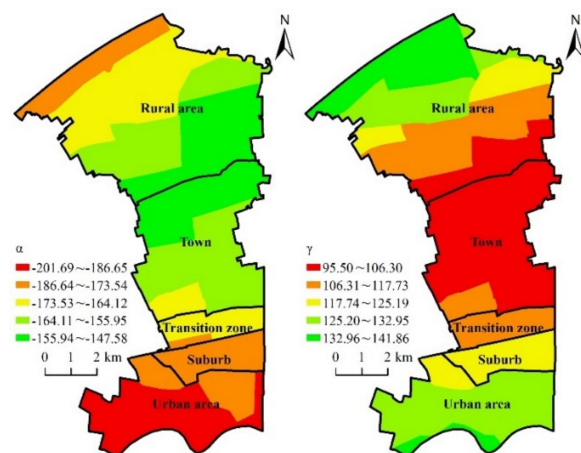 N
Rural area
Town
Transition zone
Suburb
Urban area
α
-201.69～-186.65
-186.64～-173.54
-173.53～-164.12
-164.11～-155.95
-155.94～-147.58
0 1 2 km
N
Rural area
Town
Transition zone
Suburb
Urban area
γ
95.50～106.30
106.31～117.73
117.74～125.19
125.20～132.95
132.96～141.86
0 1 2 km